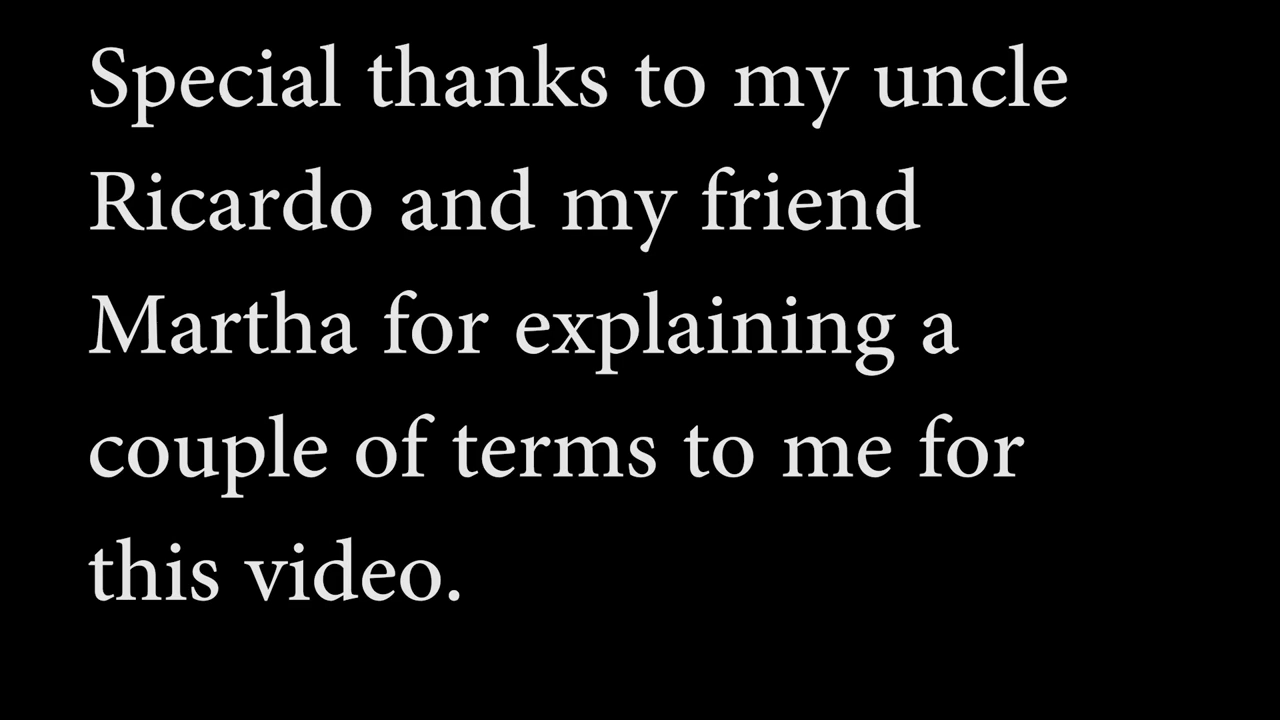 Special thanks to my uncle
Ricardo and my friend
Martha for explaining a
couple of terms to me for
this video.